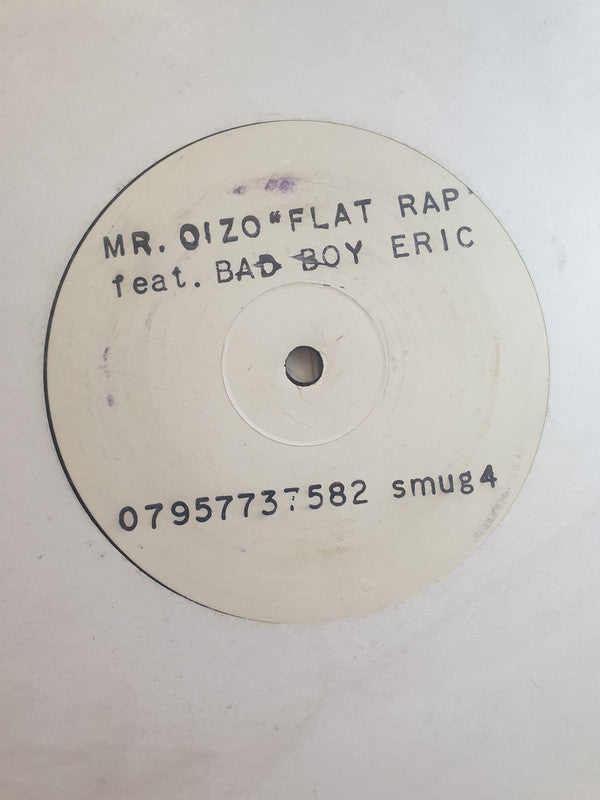 MR. OIZO "FLAT RAP'
feat. BAD BOY ERIC
07957737582 smug4